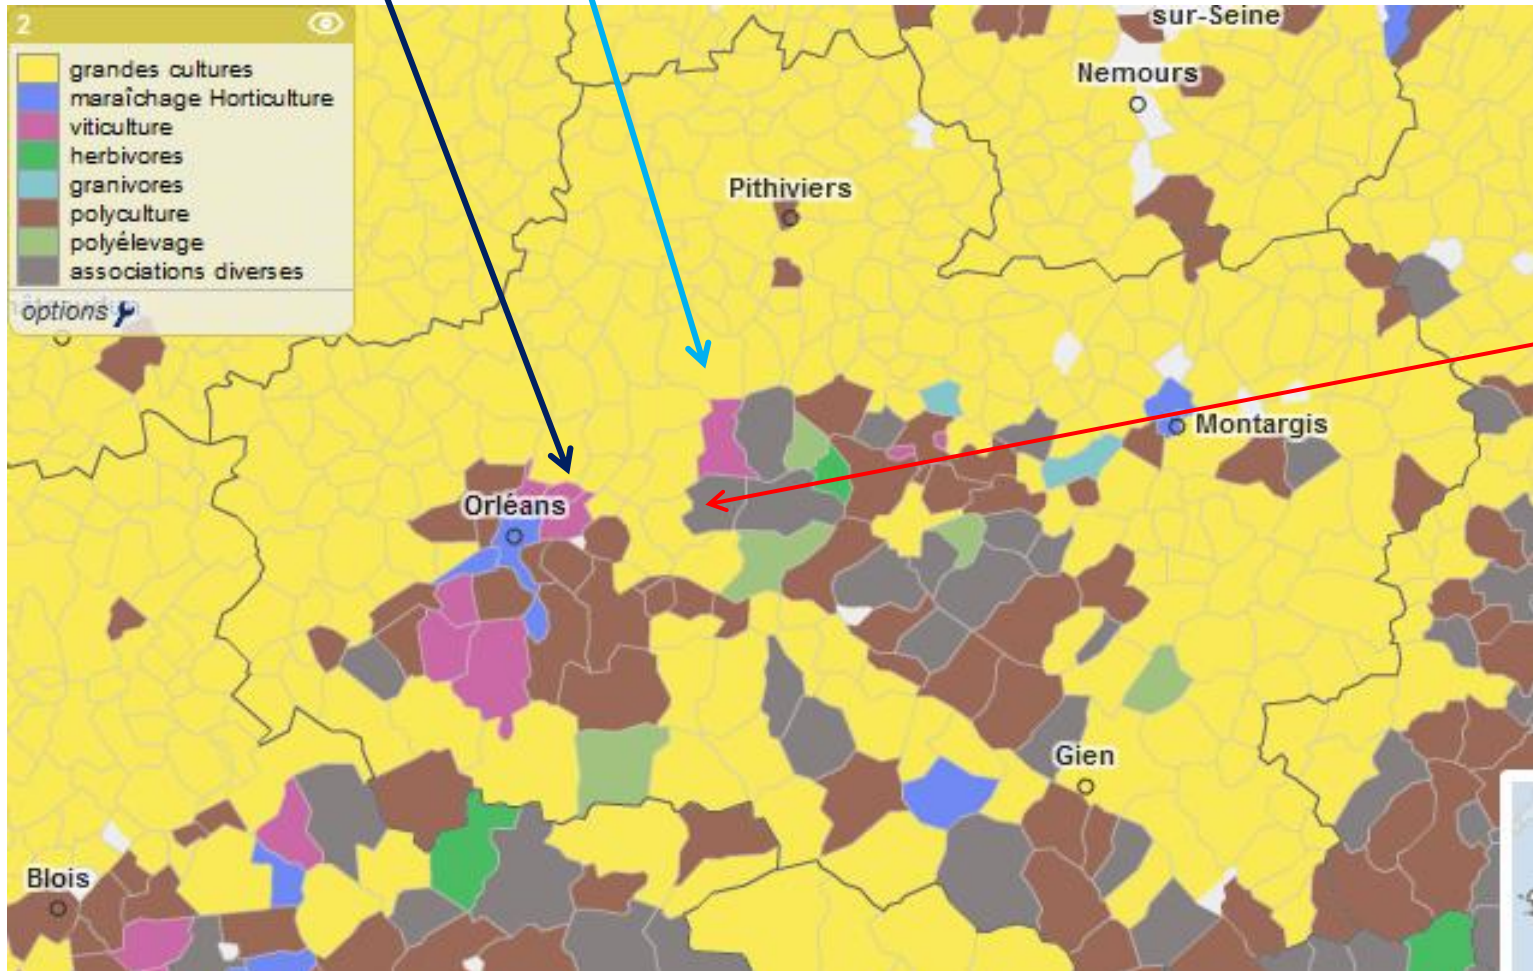 2
grandes cultures
maraîchage Horticulture
viticulture
herbivores
granivores
polyculture
polyélevage
associations diverses
options
sur-Seine
Nemours
Pithiviers
Montargis
Orléans
Gien
Blois